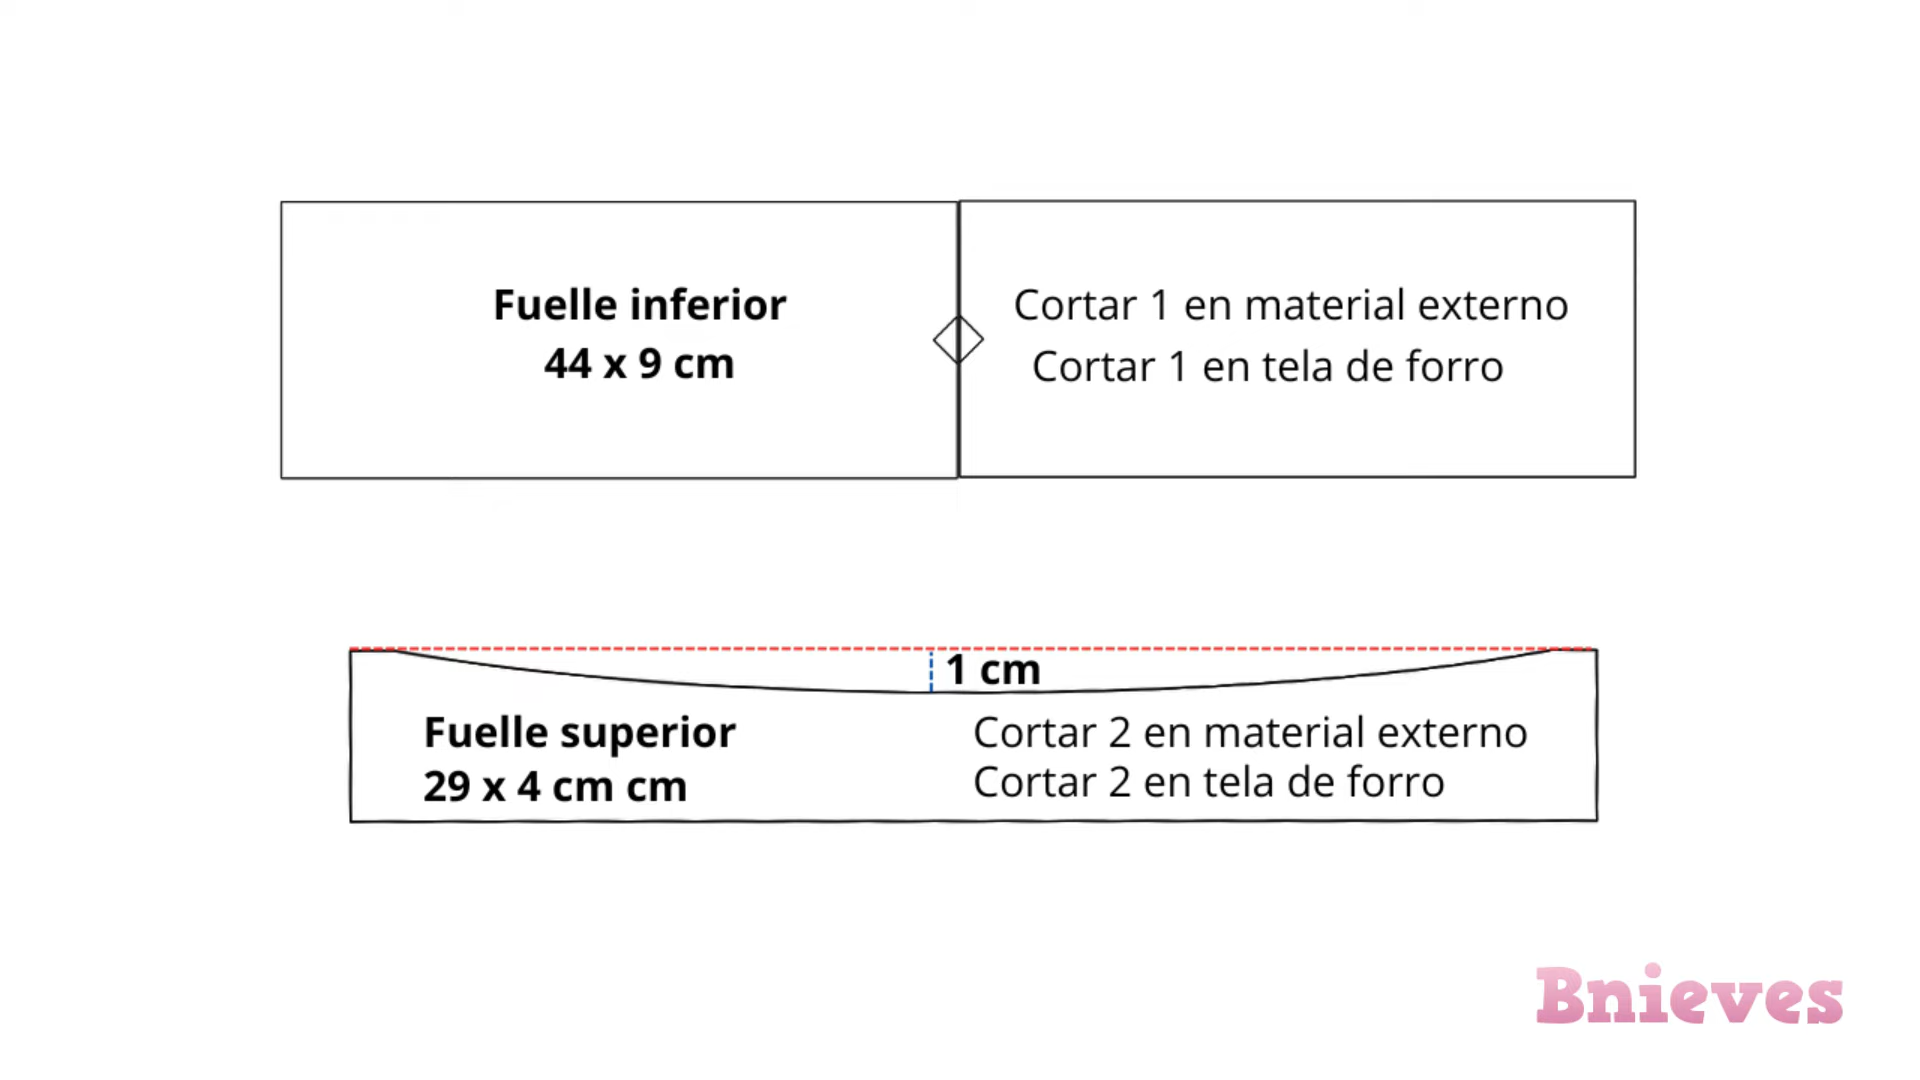 Fuelle inferior
44 x 9 cm
Cortar 1 en material externo
Cortar 1 en tela de forro
1 cm
Fuelle superior
29 x 4 cm cm
Cortar 2 en material externo
Cortar 2 en tela de forro
Bnieves